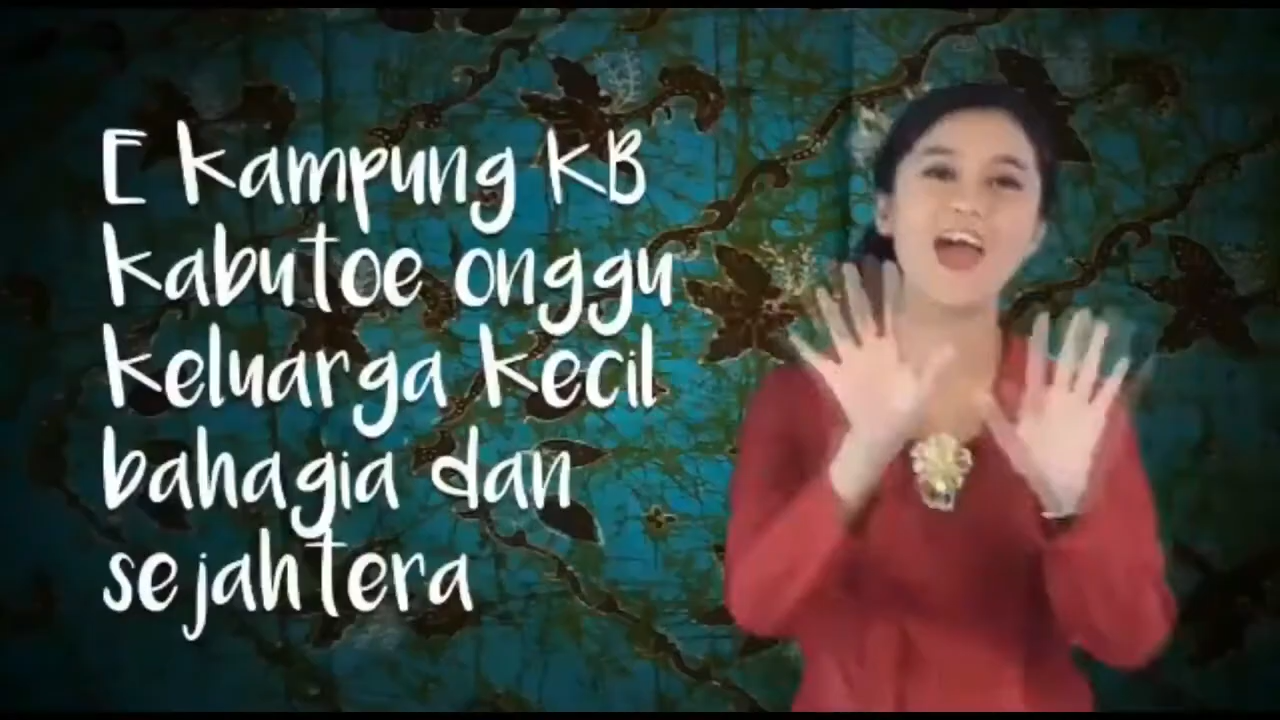 E Kampung KB
kabutoe onggu
keluarga kecil
bahagia dan
sejahtera